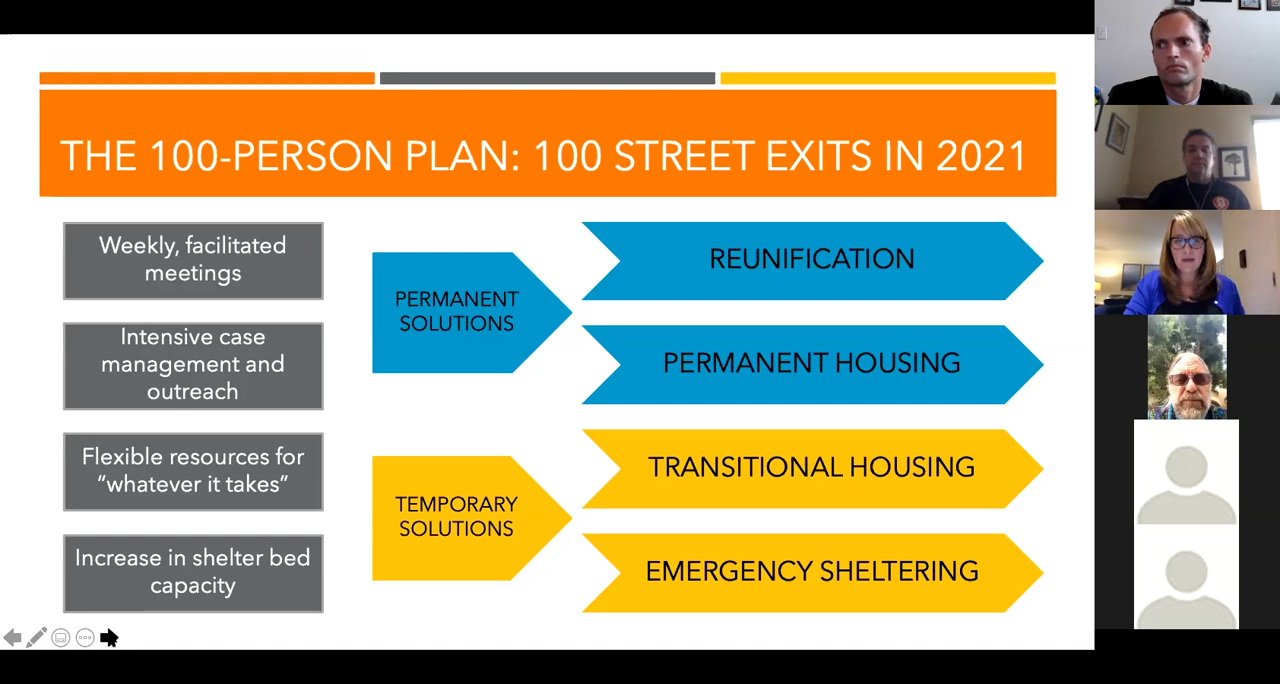 THE 100-PERSON PLAN: 100 STREET EXITS IN 2021
Weekly, facilitated
meetings
Intensive case
management and
outreach
Flexible resources for
“whatever it takes”
Increase in shelter bed
capacity
PERMANENT
SOLUTIONS
REUNIFICATION
PERMANENT HOUSING
TEMPORARY
SOLUTIONS
TRANSITIONAL HOUSING
EMERGENCY SHELTERING